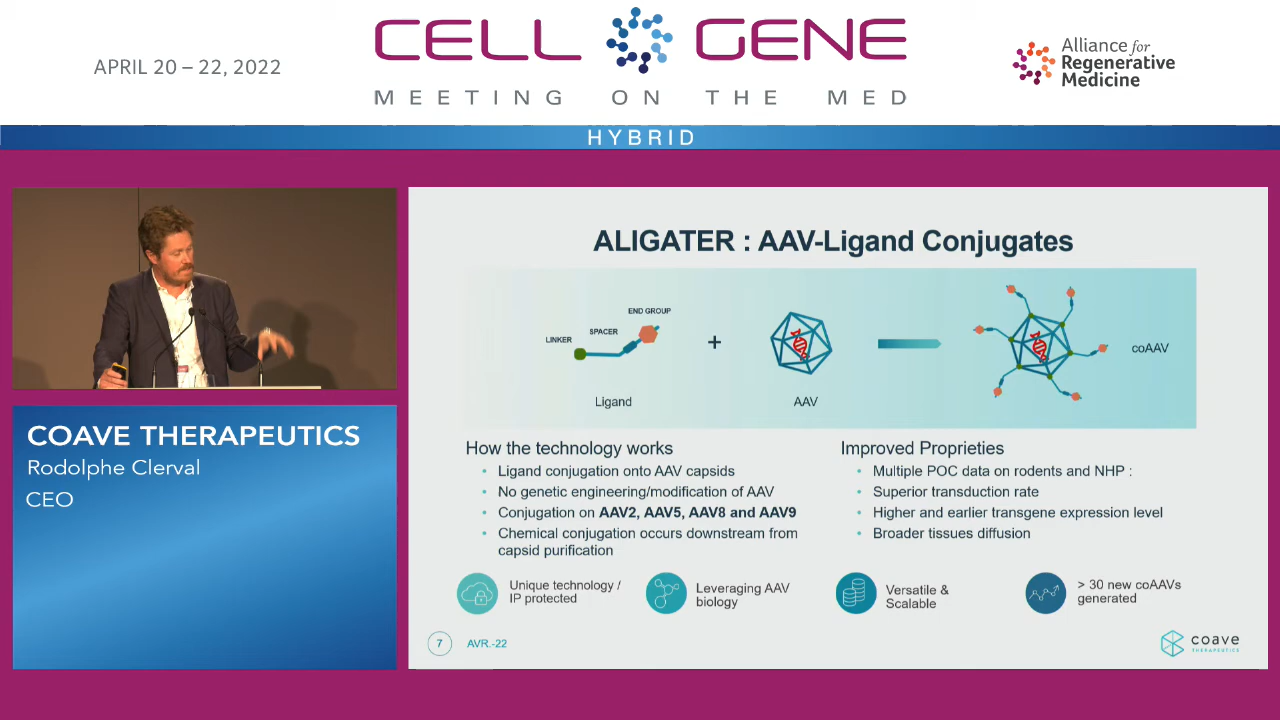 APRIL 20 – 22, 2022
CELL GENE
MEETING ON THE MED
Alliance for
Regenerative
Medicine
HYBRID
COAVE THERAPEUTICS
Rodolphe Clerval
CEO
ALIGATER : AAV-Ligand Conjugates
LINKER
SPACER
END GROUP
+
Ligand
AAV
coAAV
How the technology works
• Ligand conjugation onto AAV capsids
• No genetic engineering/modification of AAV
• Conjugation on AAV2, AAV5, AAV8 and AAV9
• Chemical conjugation occurs downstream from
capsid purification
Improved Proprieties
• Multiple POC data on rodents and NHP :
• Superior transduction rate
• Higher and earlier transgene expression level
• Broader tissues diffusion
Unique technology /
IP protected
Leveraging AAV
biology
Versatile &
Scalable
> 30 new coAAVs
generated
7
AVR.-22
coave
THERAPEUTICS